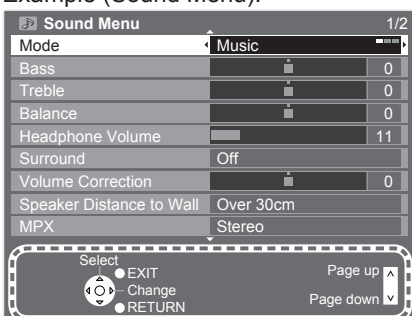 Example (Sound Menu):
Sound Menu 1/2
Mode Music
Bass 0
Treble 0
Balance 0
Headphone Volume 11
Surround Off
Volume Correction 0
Speaker Distance to Wall Over 30cm
MPX Stereo
Select
EXIT
Change
RETURN
Page up
Page down